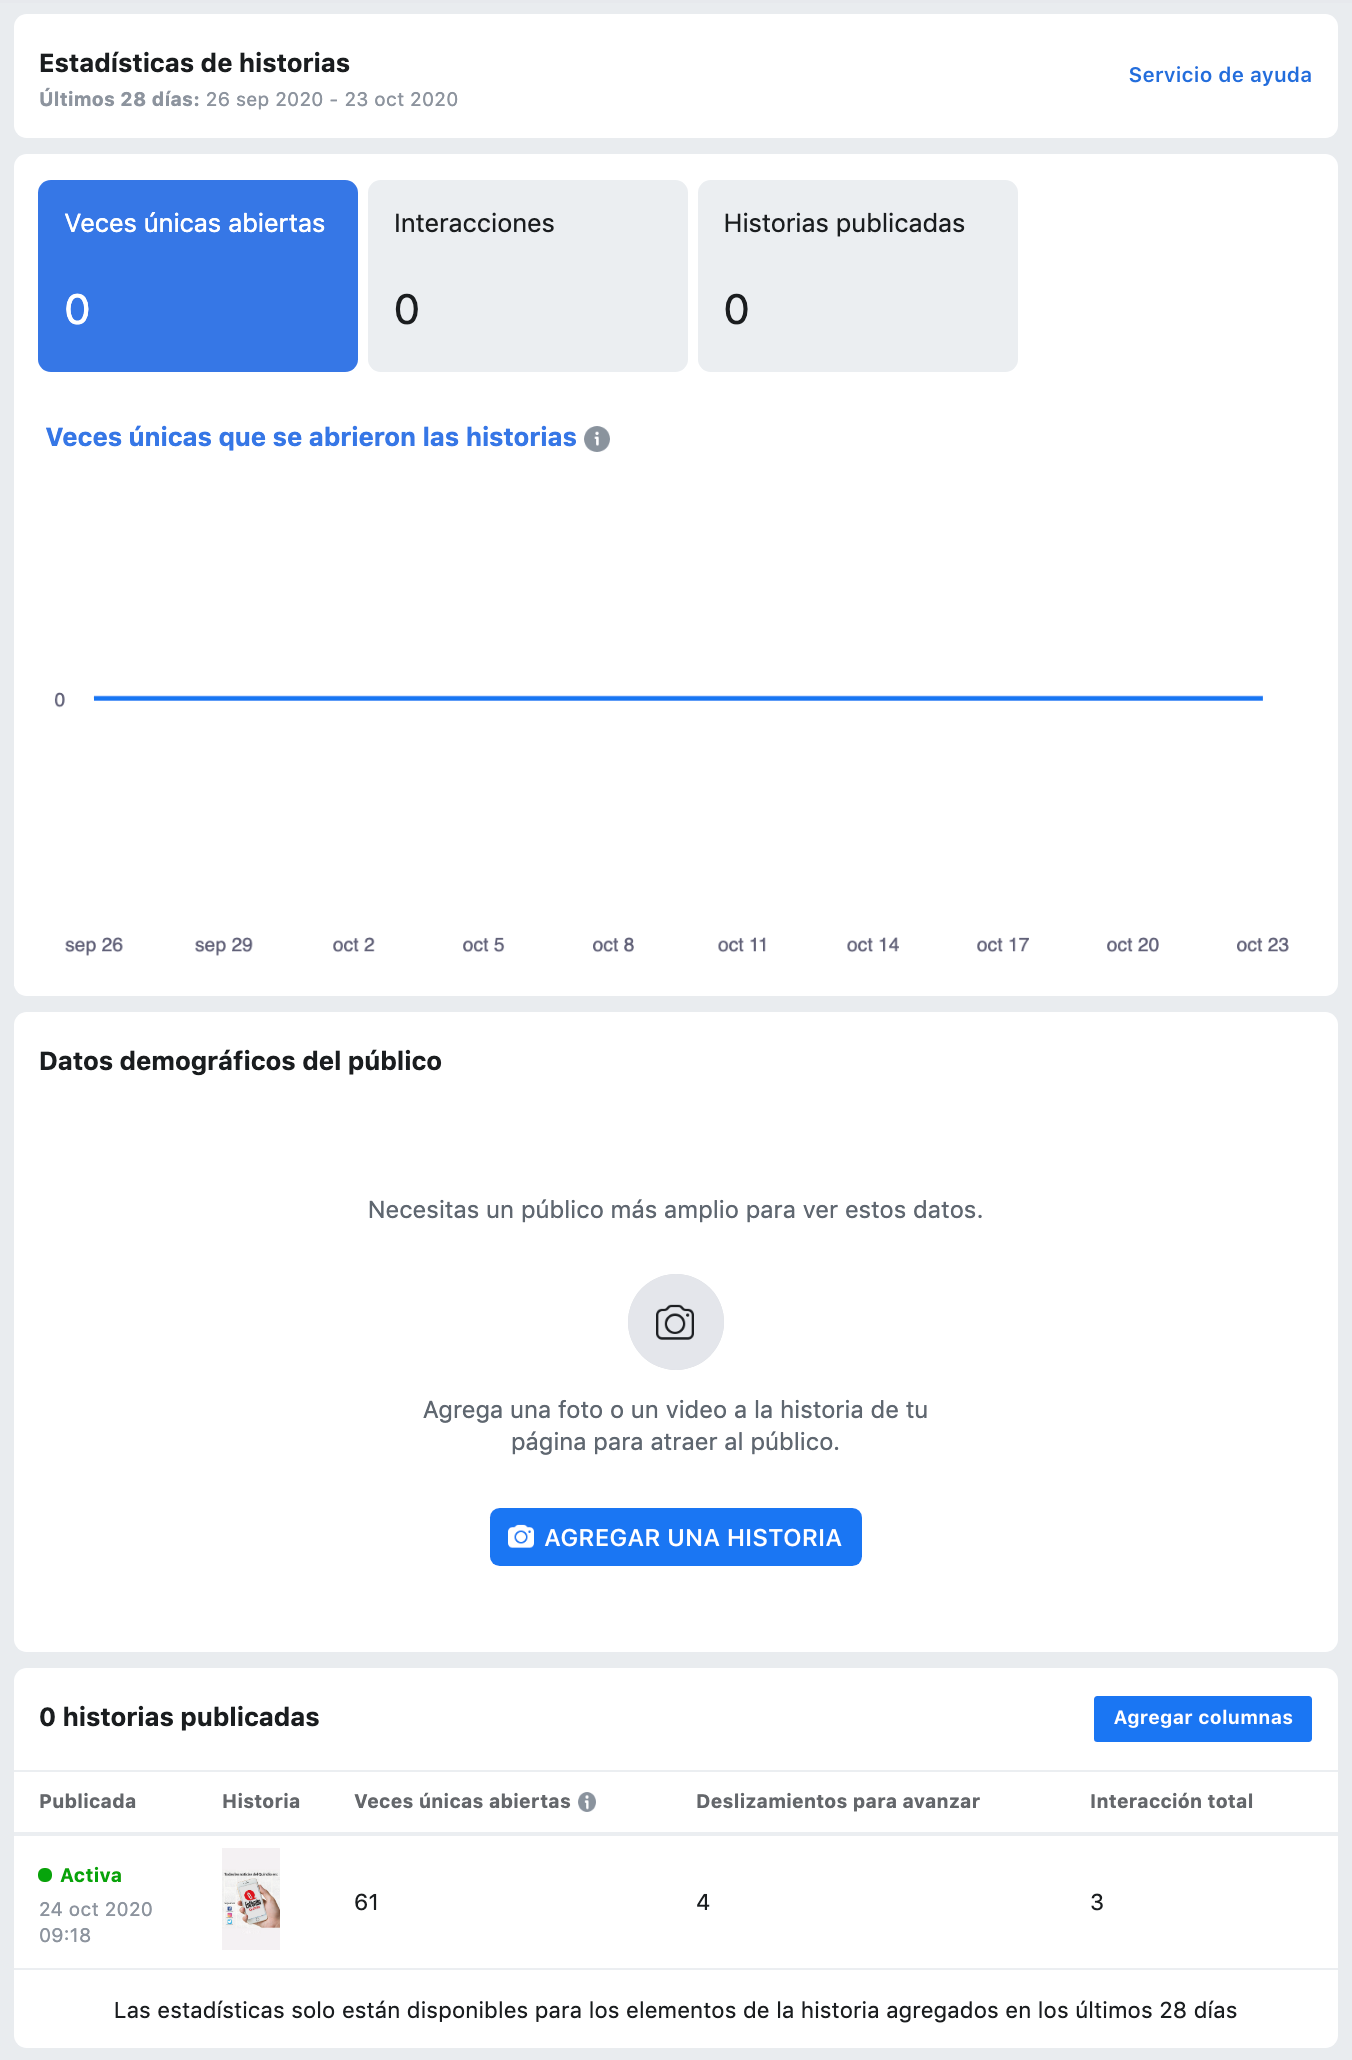 Estadísticas de historias
Últimos 28 días: 26 sep 2020 - 23 oct 2020
Servicio de ayuda
Veces únicas abiertas
0
Interacciones
0
Historias publicadas
0
Veces únicas que se abrieron las historias
0
sep 26 sep 29 oct 2 oct 5 oct 8 oct 11 oct 14 oct 17 oct 20 oct 23
Datos demográficos del público
Necesitas un público más amplio para ver estos datos.
Agrega una foto o un video a la historia de tu
página para atraer al público.
AGREGAR UNA HISTORIA
0 historias publicadas
Agregar columnas
Publicada Historia Veces únicas abiertas Deslizamientos para avanzar Interacción total
Activa
24 oct 2020
09:18
61 4 3
Las estadísticas solo están disponibles para los elementos de la historia agregados en los últimos 28 días